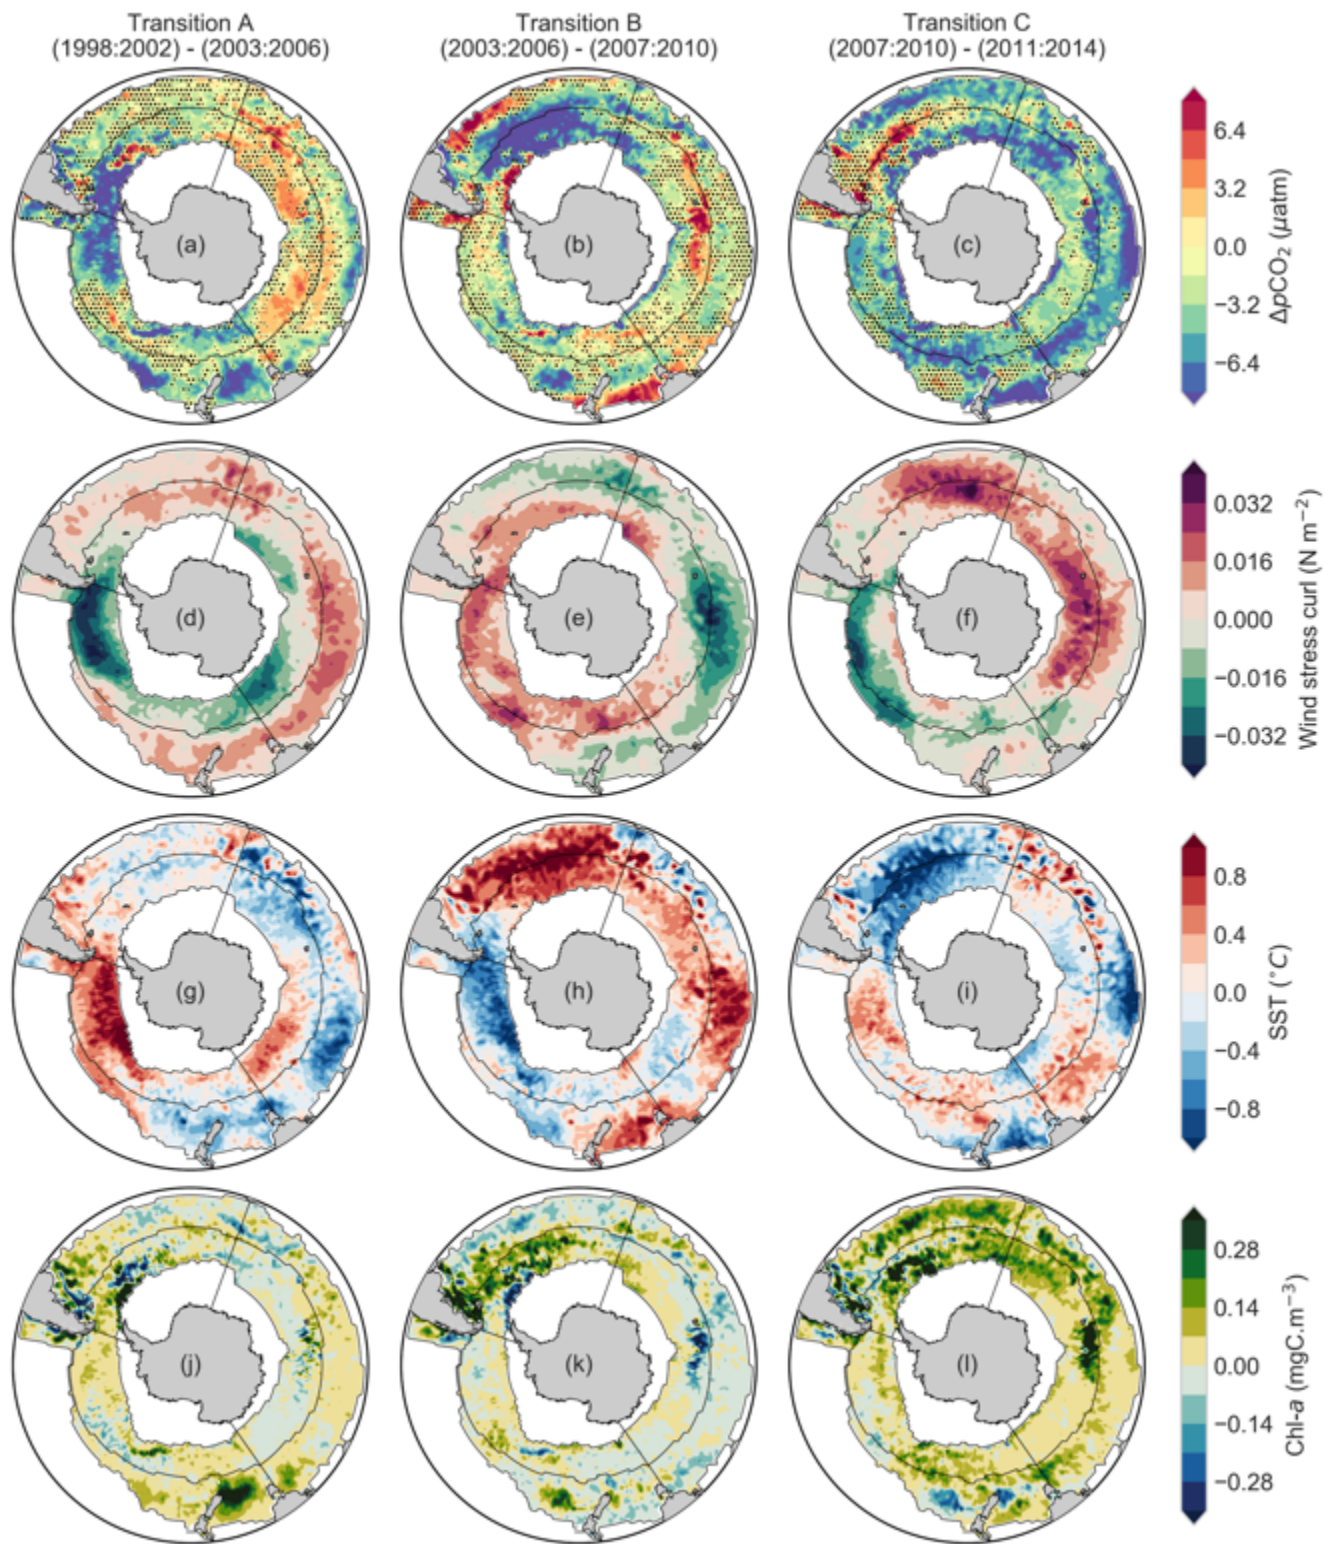 Transition A
(1998:2002) - (2003:2006)
Transition B
(2003:2006) - (2007:2010)
Transition C
(2007:2010) - (2011:2014)
(a)
(b)
(c)
6.4
3.2
0.0
−3.2
−6.4
ΔpCO₂ (μatm)
(d)
(e)
(f)
0.032
0.016
0.000
−0.016
−0.032
Wind stress curl (N m⁻²)
(g)
(h)
(i)
0.8
0.4
0.0
−0.4
−0.8
SST (°C)
(j)
(k)
(l)
0.28
0.14
0.00
−0.14
−0.28
Chl-a (mgC.m⁻³)